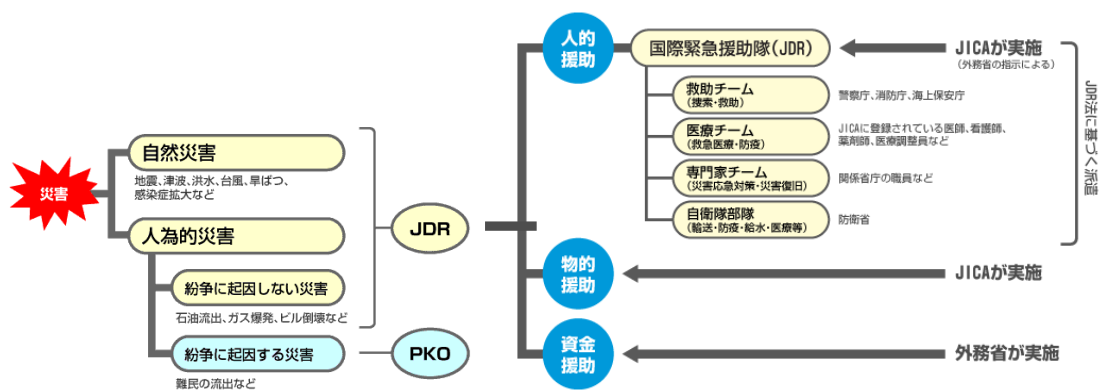 災害
自然災害
地震、津波、洪水、台風、旱ばつ、
感染症拡大など
人為的災害
紛争に起因しない災害
石油流出、ガス爆発、ビル倒壊など
紛争に起因する災害
難民の流出など
JDR
PKO
人的
援助
国際緊急援助隊(JDR)
JICAが実施
(外務省の指示による)
救助チーム
(捜索・救助)
警察庁、消防庁、海上保安庁
医療チーム
(救急医療・防疫)
JICAに登録されている医師、看護師、
薬剤師、医療調整員など
専門家チーム
(災害応急対策・災害復旧)
関係省庁の職員など
自衛隊部隊
(輸送・防疫・給水・医療等)
防衛省
JDR法に基づく派遣
物的
援助
JICAが実施
資金
援助
外務省が実施